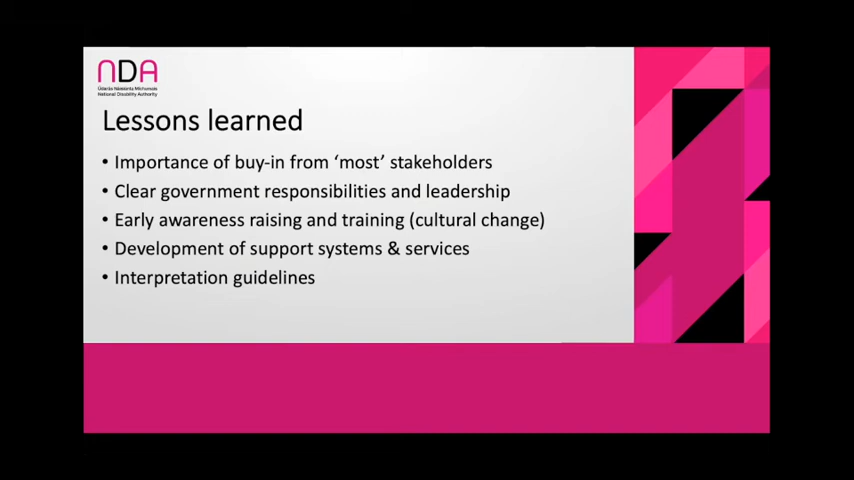 NDA
Údarás Náisiúnta Míchumais
National Disability Authority
Lessons learned
• Importance of buy-in from ‘most’ stakeholders
• Clear government responsibilities and leadership
• Early awareness raising and training (cultural change)
• Development of support systems & services
• Interpretation guidelines